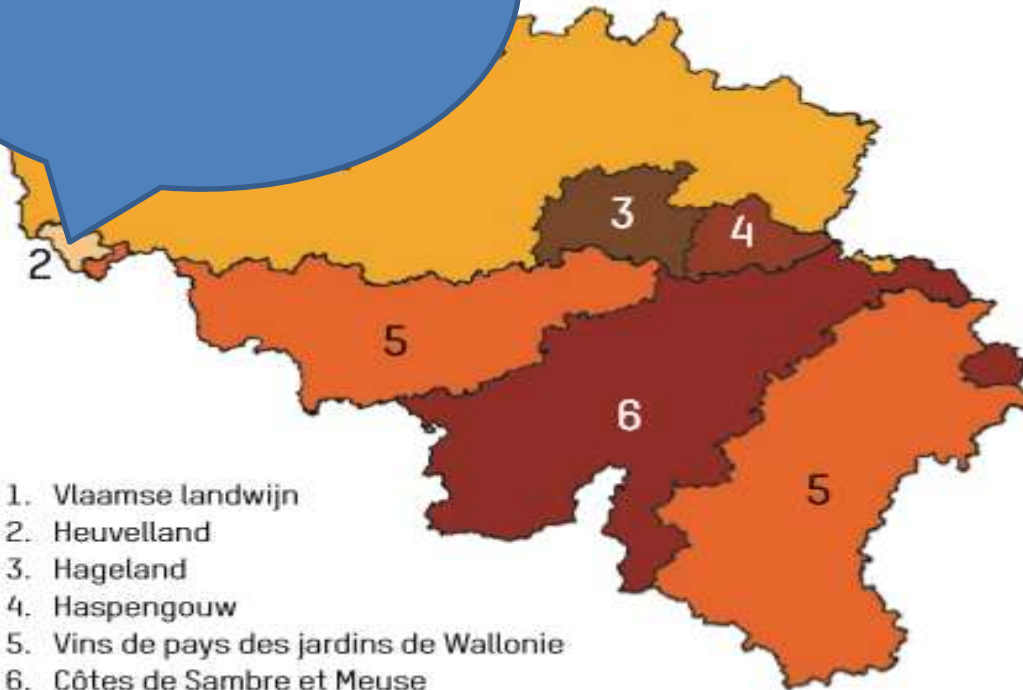 3
4
2
5
6
5
1. Vlaamse landwijn
2. Heuvelland
3. Hageland
4. Haspengouw
5. Vins de pays des jardins de Wallonie
6. Côtes de Sambre et Meuse